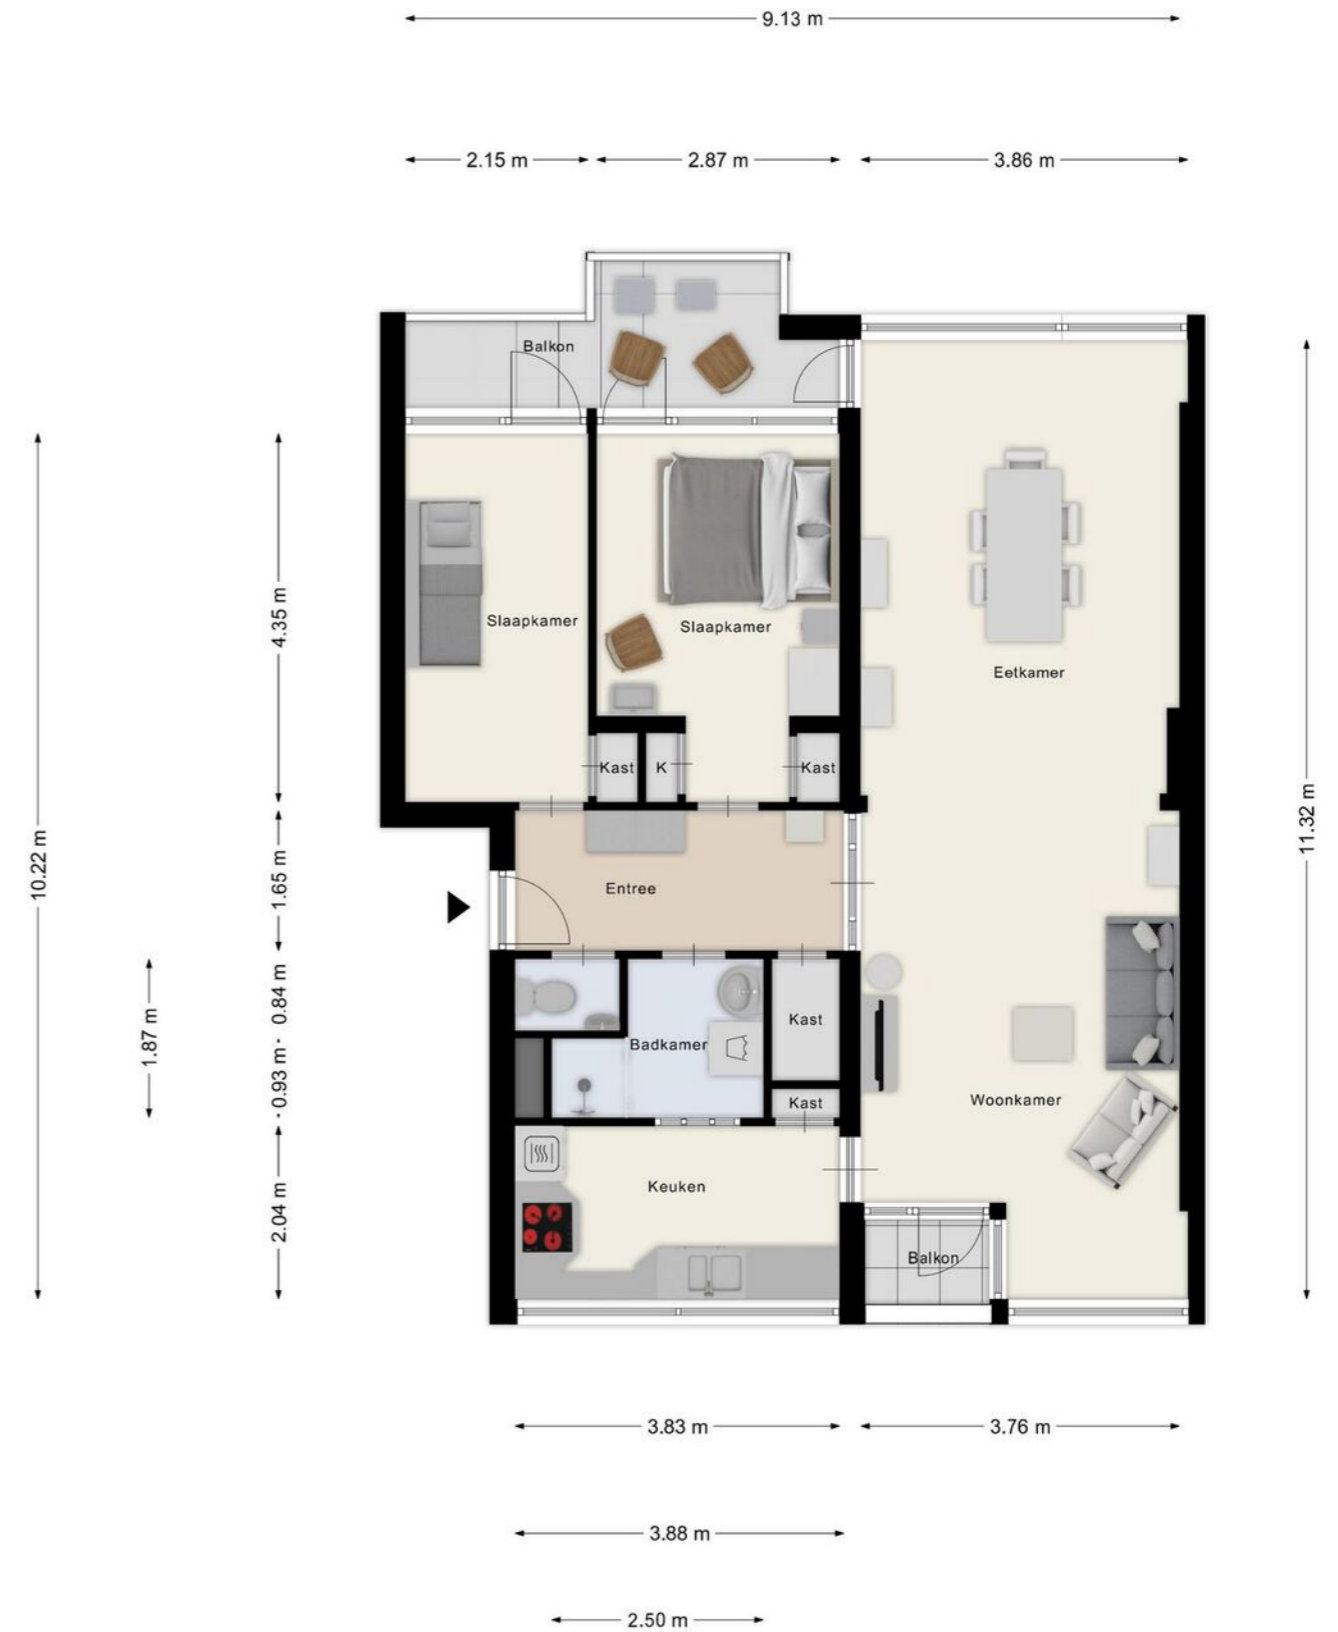 9.13 m
2.15 m
2.87 m
3.86 m
Balkon
4.35 m
Slaapkamer
Slaapkamer
Eetkamer
Kast
K
Kast
10.22 m
11.32 m
1.65 m
Entree
0.84 m
1.87 m
0.93 m
Kast
Badkamer
Kast
Woonkamer
2.04 m
Keuken
Balkon
3.83 m
3.76 m
3.88 m
2.50 m